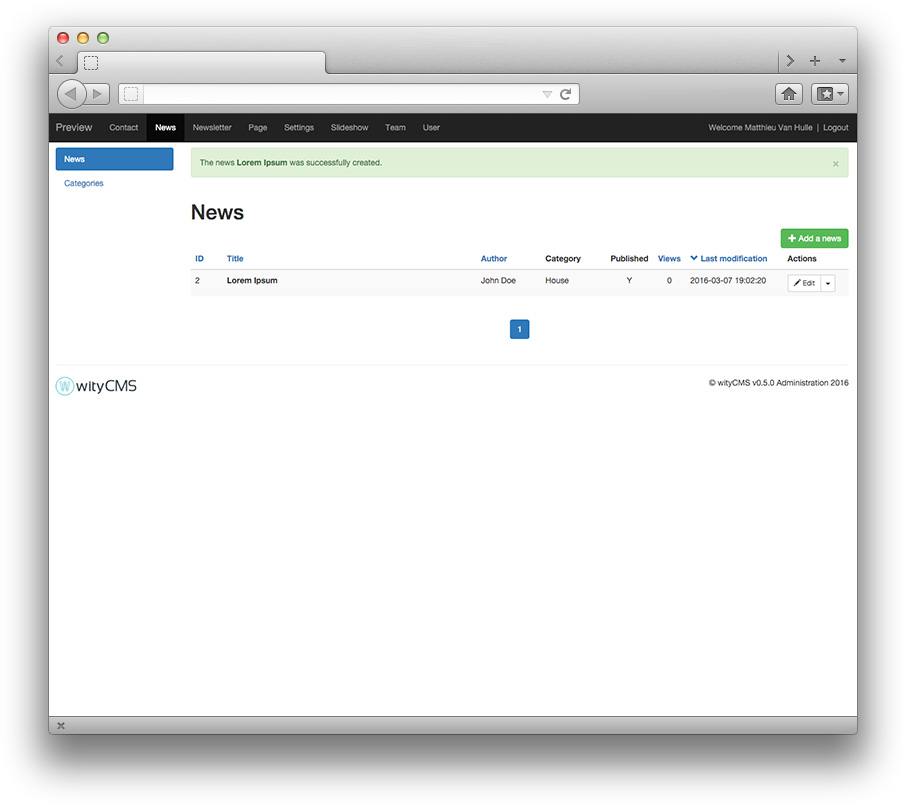 Preview Contact News Newsletter Page Settings Slideshow Team User Welcome Matthieu Van Hulle | Logout
News
Categories
The news Lorem Ipsum was successfully created. ×
News
Add a news
ID Title Author Category Published Views Last modification Actions
2 Lorem Ipsum John Doe House Y 0 2016-03-07 19:02:20 Edit
1
W wityCMS © wityCMS v0.5.0 Administration 2016